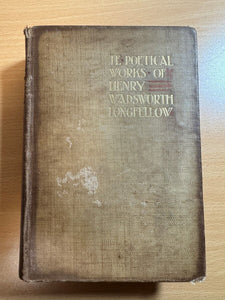 THE POETICAL
WORKS OF
HENRY
WADSWORTH
LONGFELLOW